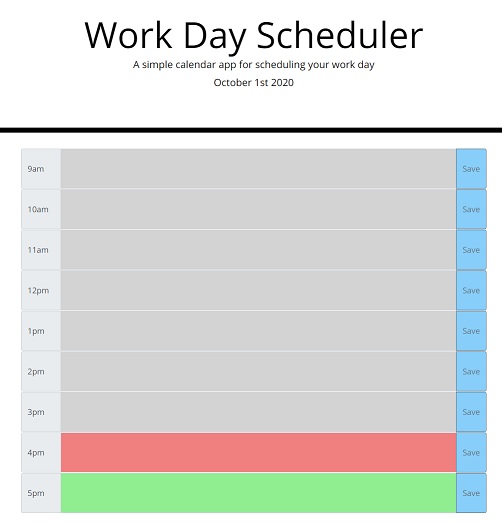 Work Day Scheduler
A simple calendar app for scheduling your work day
October 1st 2020
9am Save
10am Save
11am Save
12pm Save
1pm Save
2pm Save
3pm Save
4pm Save
5pm Save